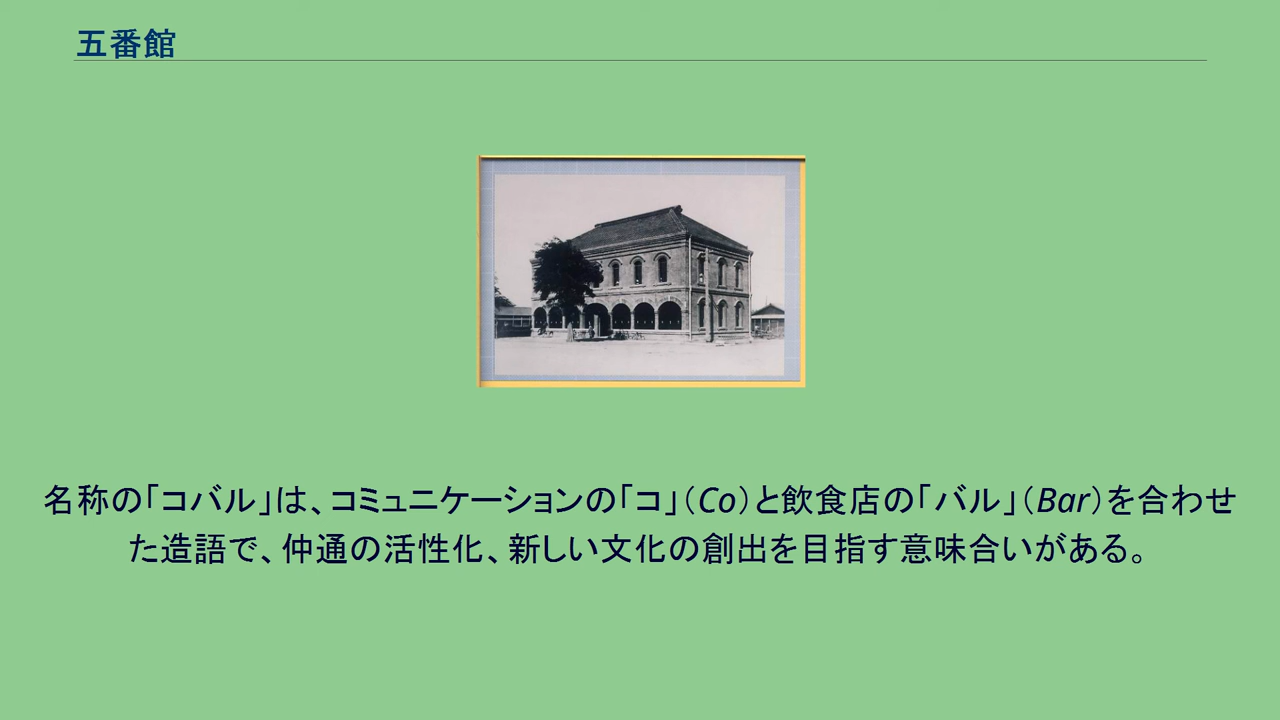 五番館
名称の｢コバル｣は､コミュニケーションの｢コ｣（Co）と飲食店の｢バル｣（Bar）を合わせ
た造語で､仲通の活性化､新しい文化の創出を目指す意味合いがある｡